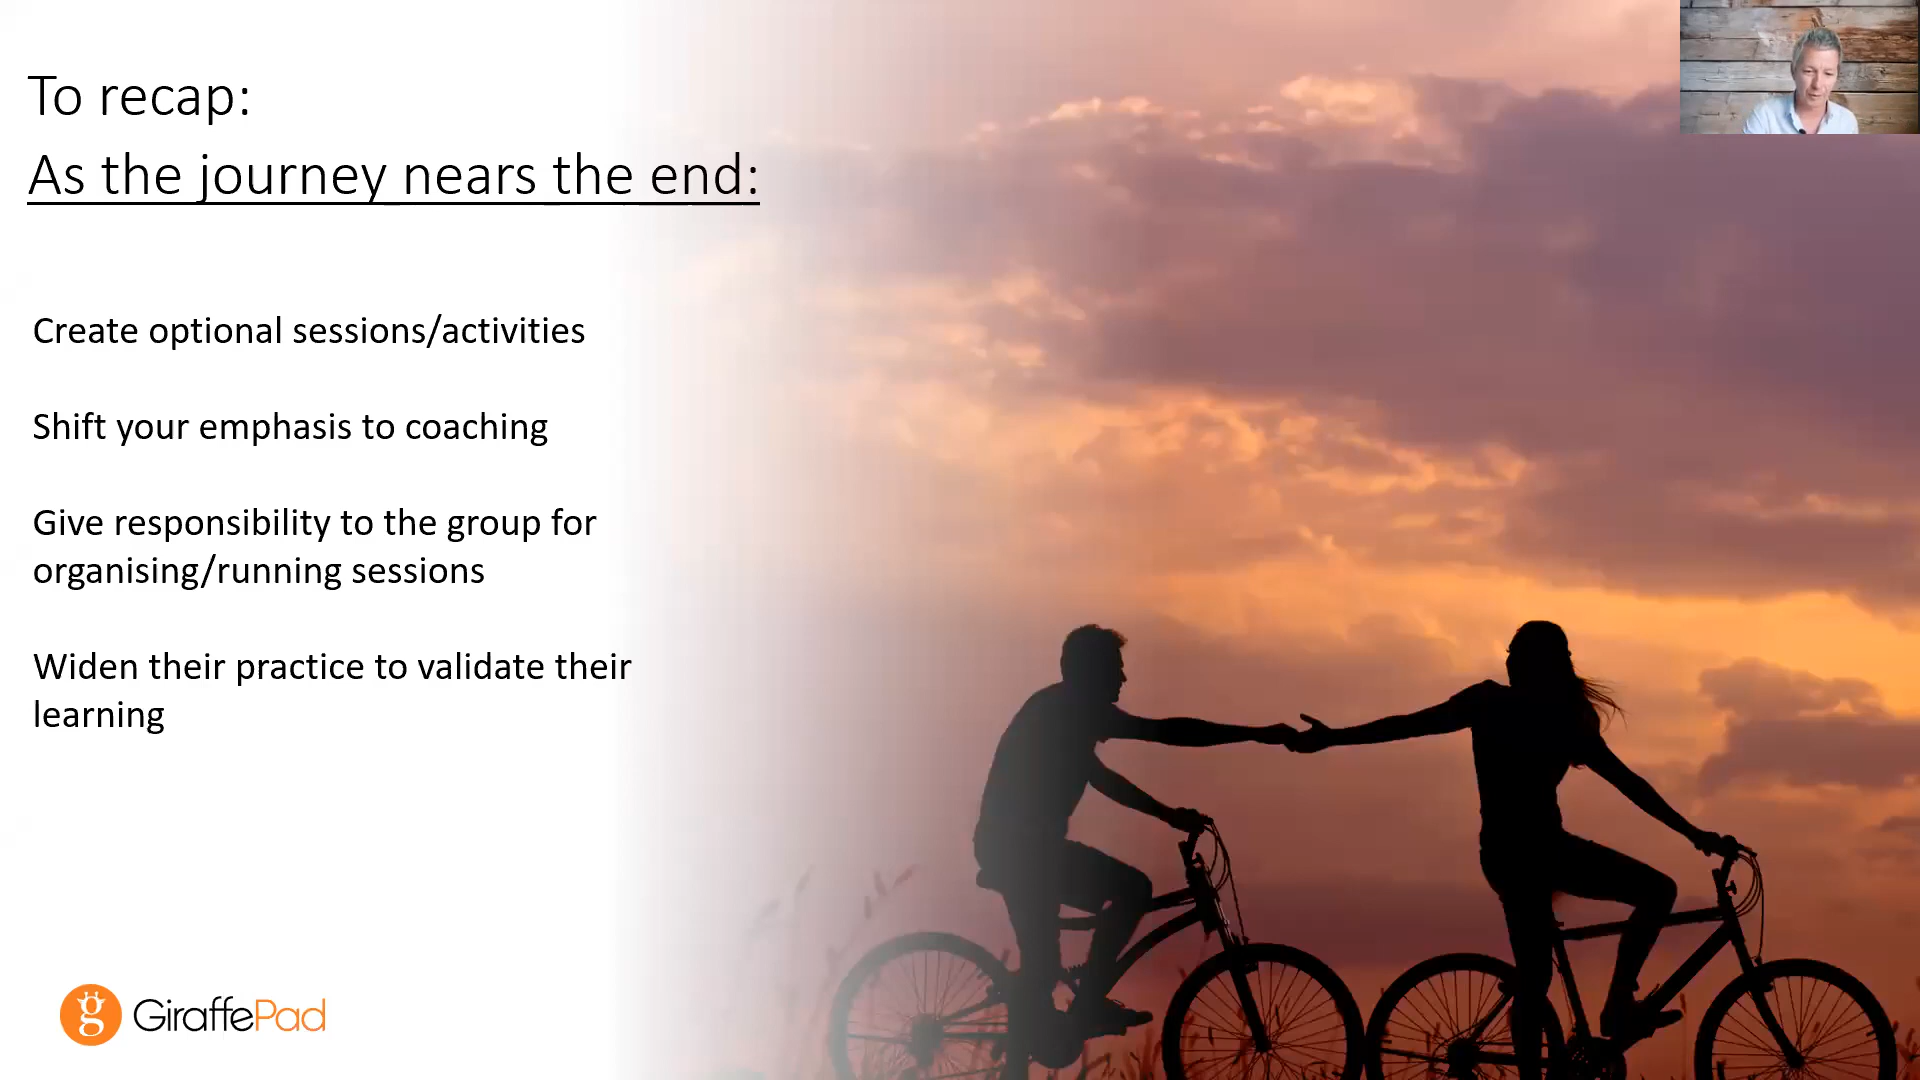 To recap:
As the journey nears the end:
Create optional sessions/activities
Shift your emphasis to coaching
Give responsibility to the group for
organising/running sessions
Widen their practice to validate their
learning
g GiraffePad